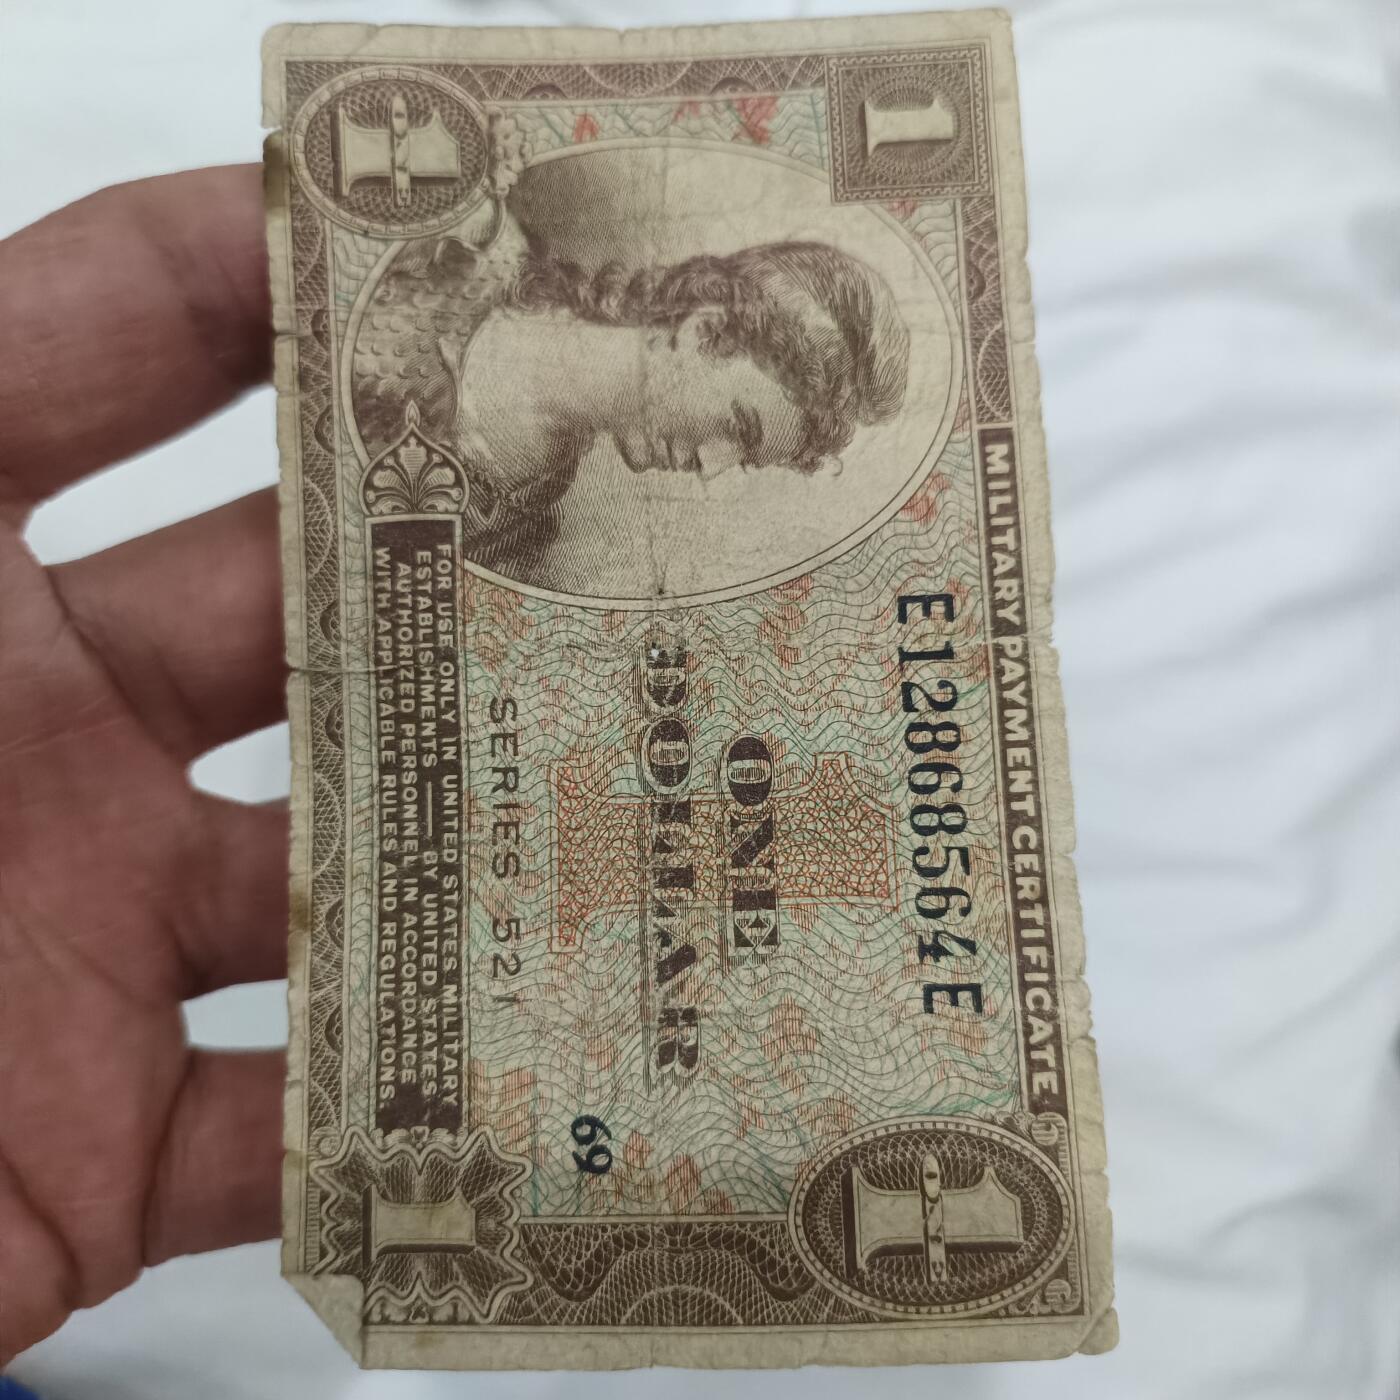 MILITARY PAYMENT CERTIFICATE
1
E12868564E
1
ONE
DOLLAR
SERIES 521
69
1
FOR USE ONLY IN UNITED STATES MILITARY
ESTABLISHMENTS — BY UNITED STATES
AUTHORIZED PERSONNEL IN ACCORDANCE
WITH APPLICABLE RULES AND REGULATIONS.
1